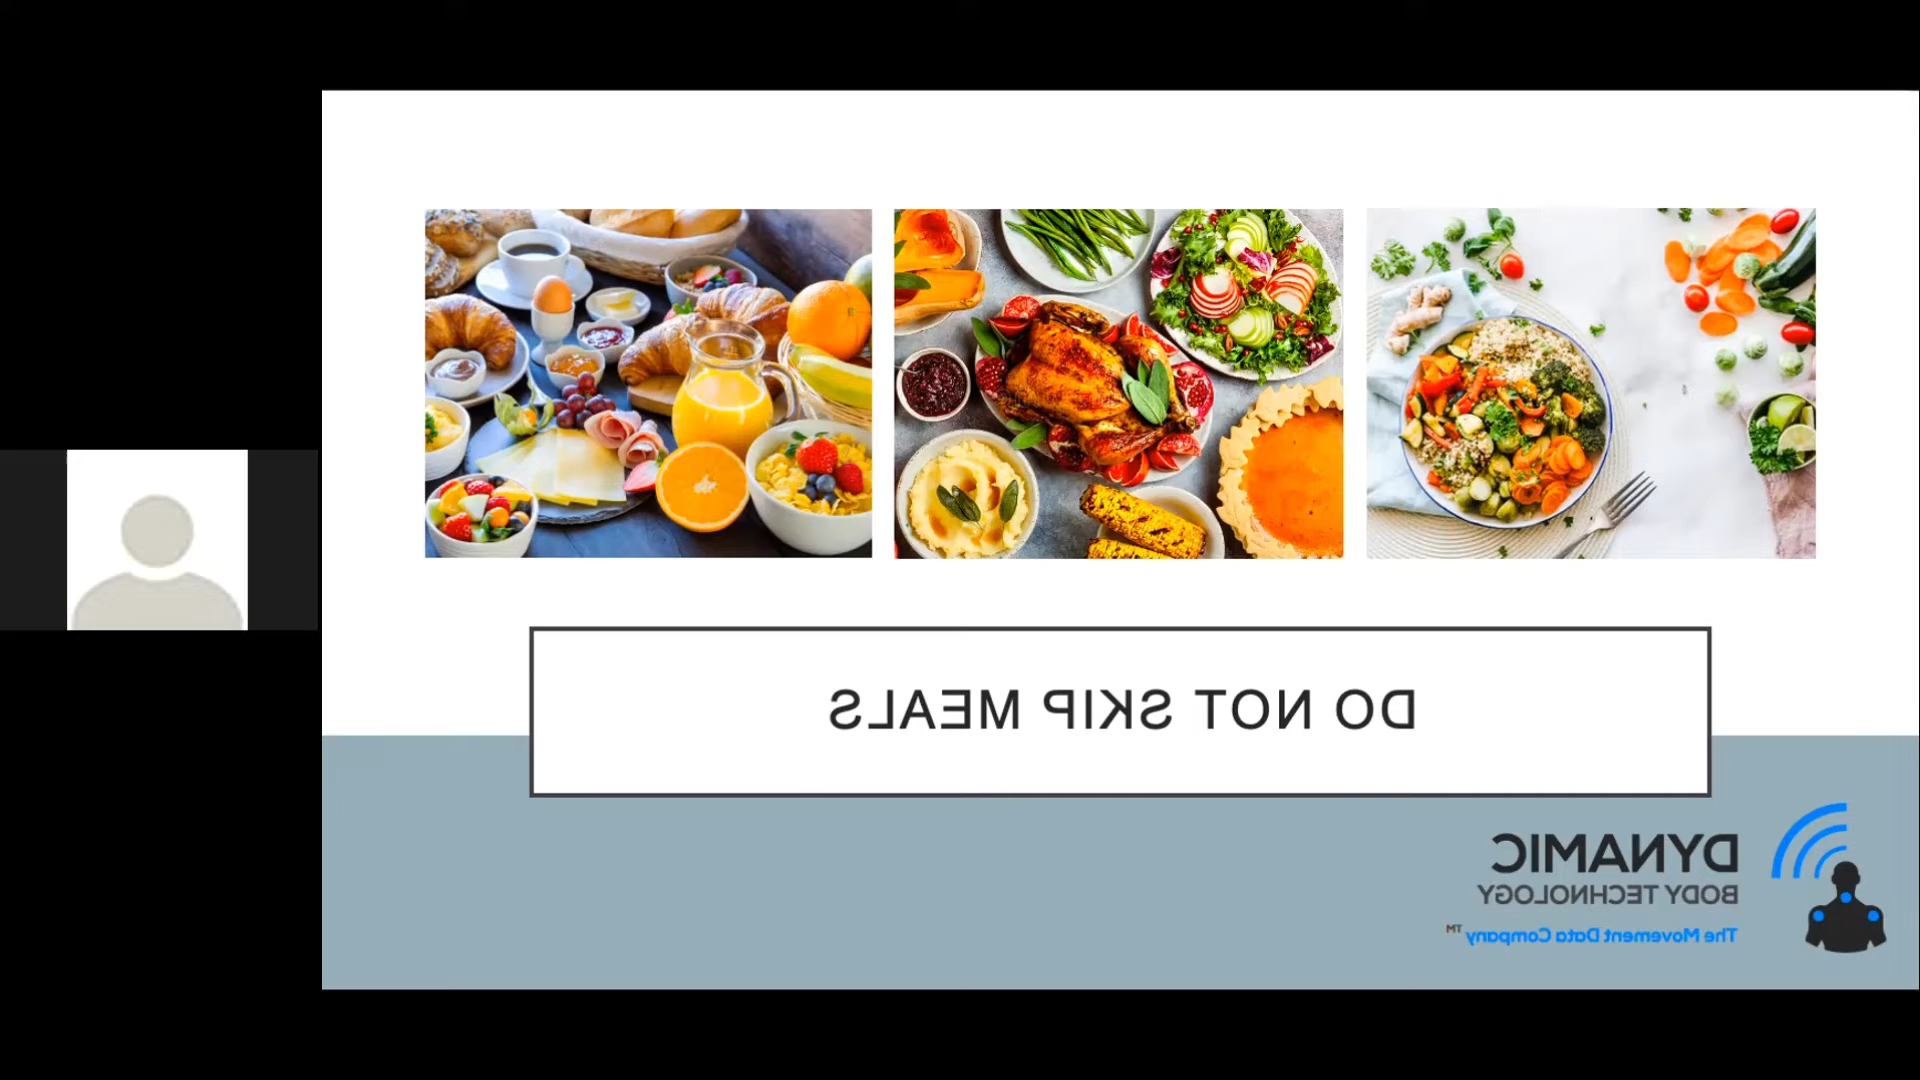 DO NOT SKIP MEALS
DYNAMIC
BODY TECHNOLOGY
The Movement Data Company™